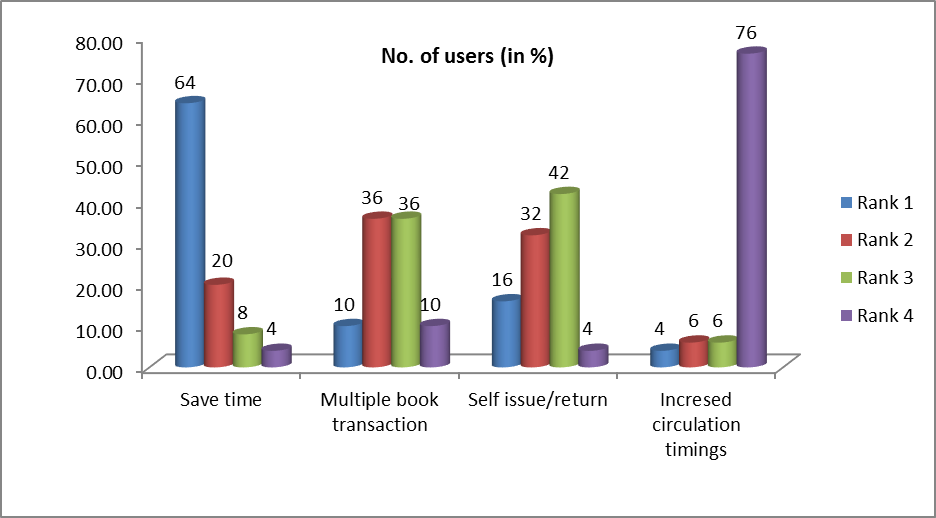 No. of users (in %)
80.00
70.00
60.00
50.00
40.00
30.00
20.00
10.00
0.00
64
20
8
4
10
36
36
10
16
32
42
4
4
6
6
76
Save time
Multiple book
transaction
Self issue/return
Incresed
circulation
timings
Rank 1
Rank 2
Rank 3
Rank 4